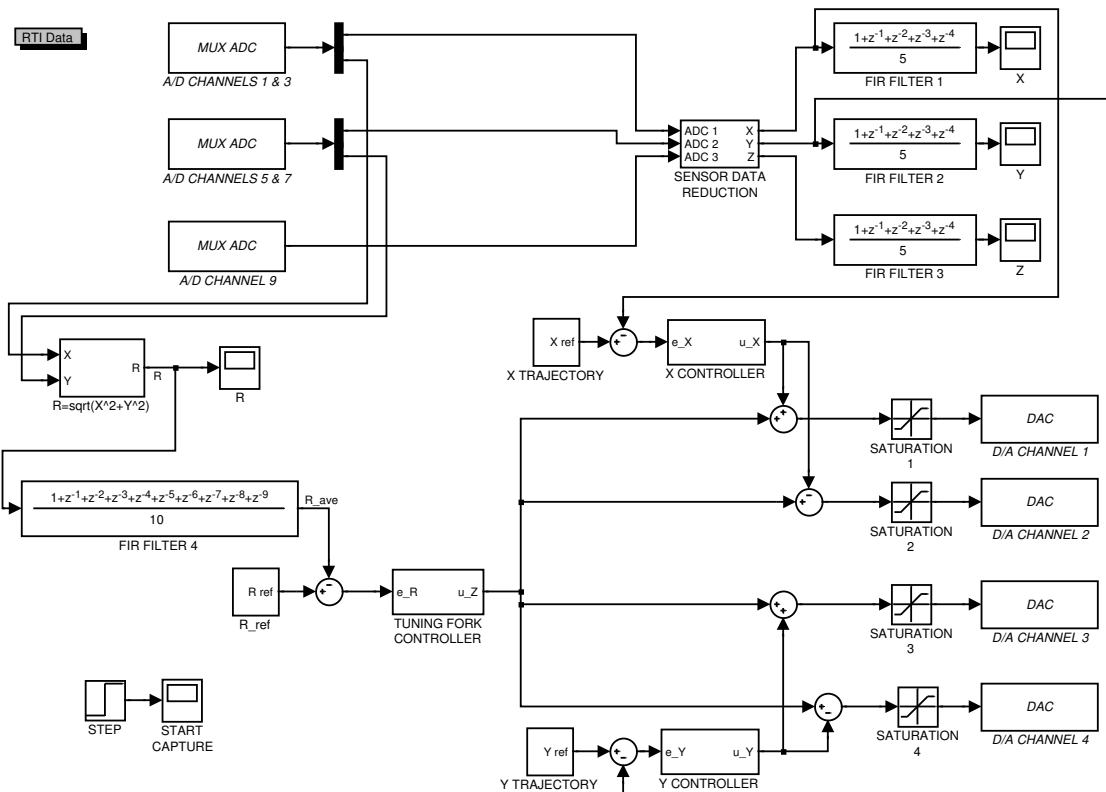 RTI Data
MUX ADC
A/D CHANNELS 1 & 3
MUX ADC
A/D CHANNELS 5 & 7
MUX ADC
A/D CHANNEL 9
ADC 1
ADC 2
ADC 3
X
Y
Z
SENSOR DATA
REDUCTION
1+z⁻¹+z⁻²+z⁻³+z⁻⁴
5
FIR FILTER 1
X
1+z⁻¹+z⁻²+z⁻³+z⁻⁴
5
FIR FILTER 2
Y
1+z⁻¹+z⁻²+z⁻³+z⁻⁴
5
FIR FILTER 3
Z
X
Y
R
R
R=sqrt(X^2+Y^2)
R
X ref
X TRAJECTORY
+
-
e_X
u_X
X CONTROLLER
+
+
SATURATION
1
DAC
D/A CHANNEL 1
+
-
SATURATION
2
DAC
D/A CHANNEL 2
1+z⁻¹+z⁻²+z⁻³+z⁻⁴+z⁻⁵+z⁻⁶+z⁻⁷+z⁻⁸+z⁻⁹
10
R_ave
FIR FILTER 4
R ref
R_ref
+
-
e_R
u_Z
TUNING FORK
CONTROLLER
+
+
SATURATION
3
DAC
D/A CHANNEL 3
STEP
START
CAPTURE
+
-
SATURATION
4
DAC
D/A CHANNEL 4
Y ref
Y TRAJECTORY
+
-
e_Y
u_Y
Y CONTROLLER